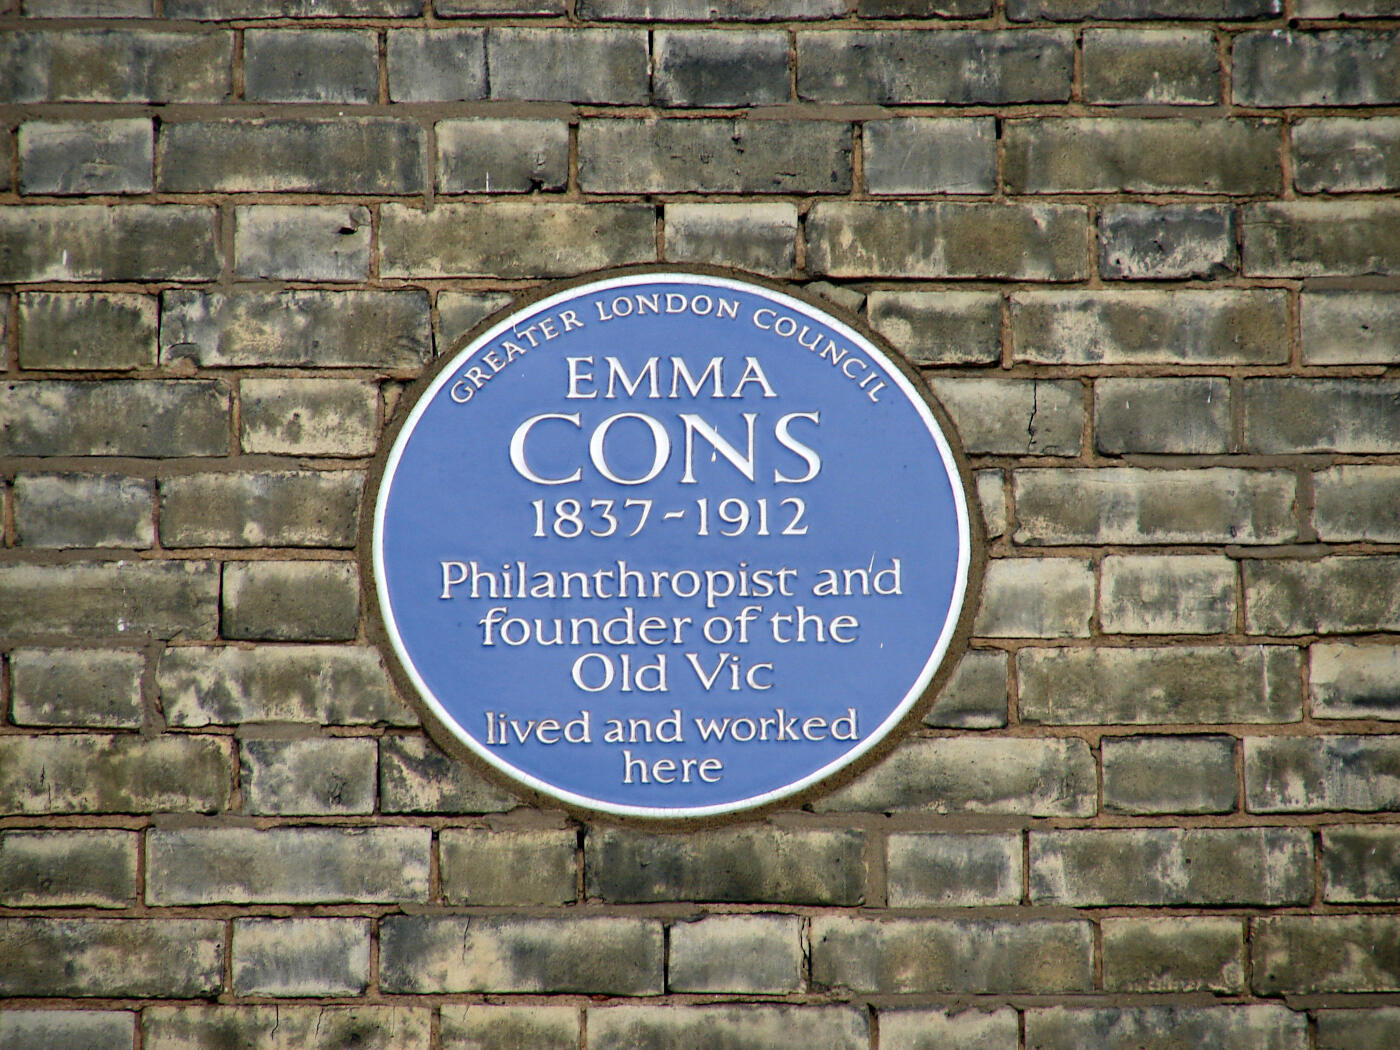 GREATER LONDON COUNCIL
EMMA
CONS
1837-1912
Philanthropist and
founder of the
Old Vic
lived and worked
here